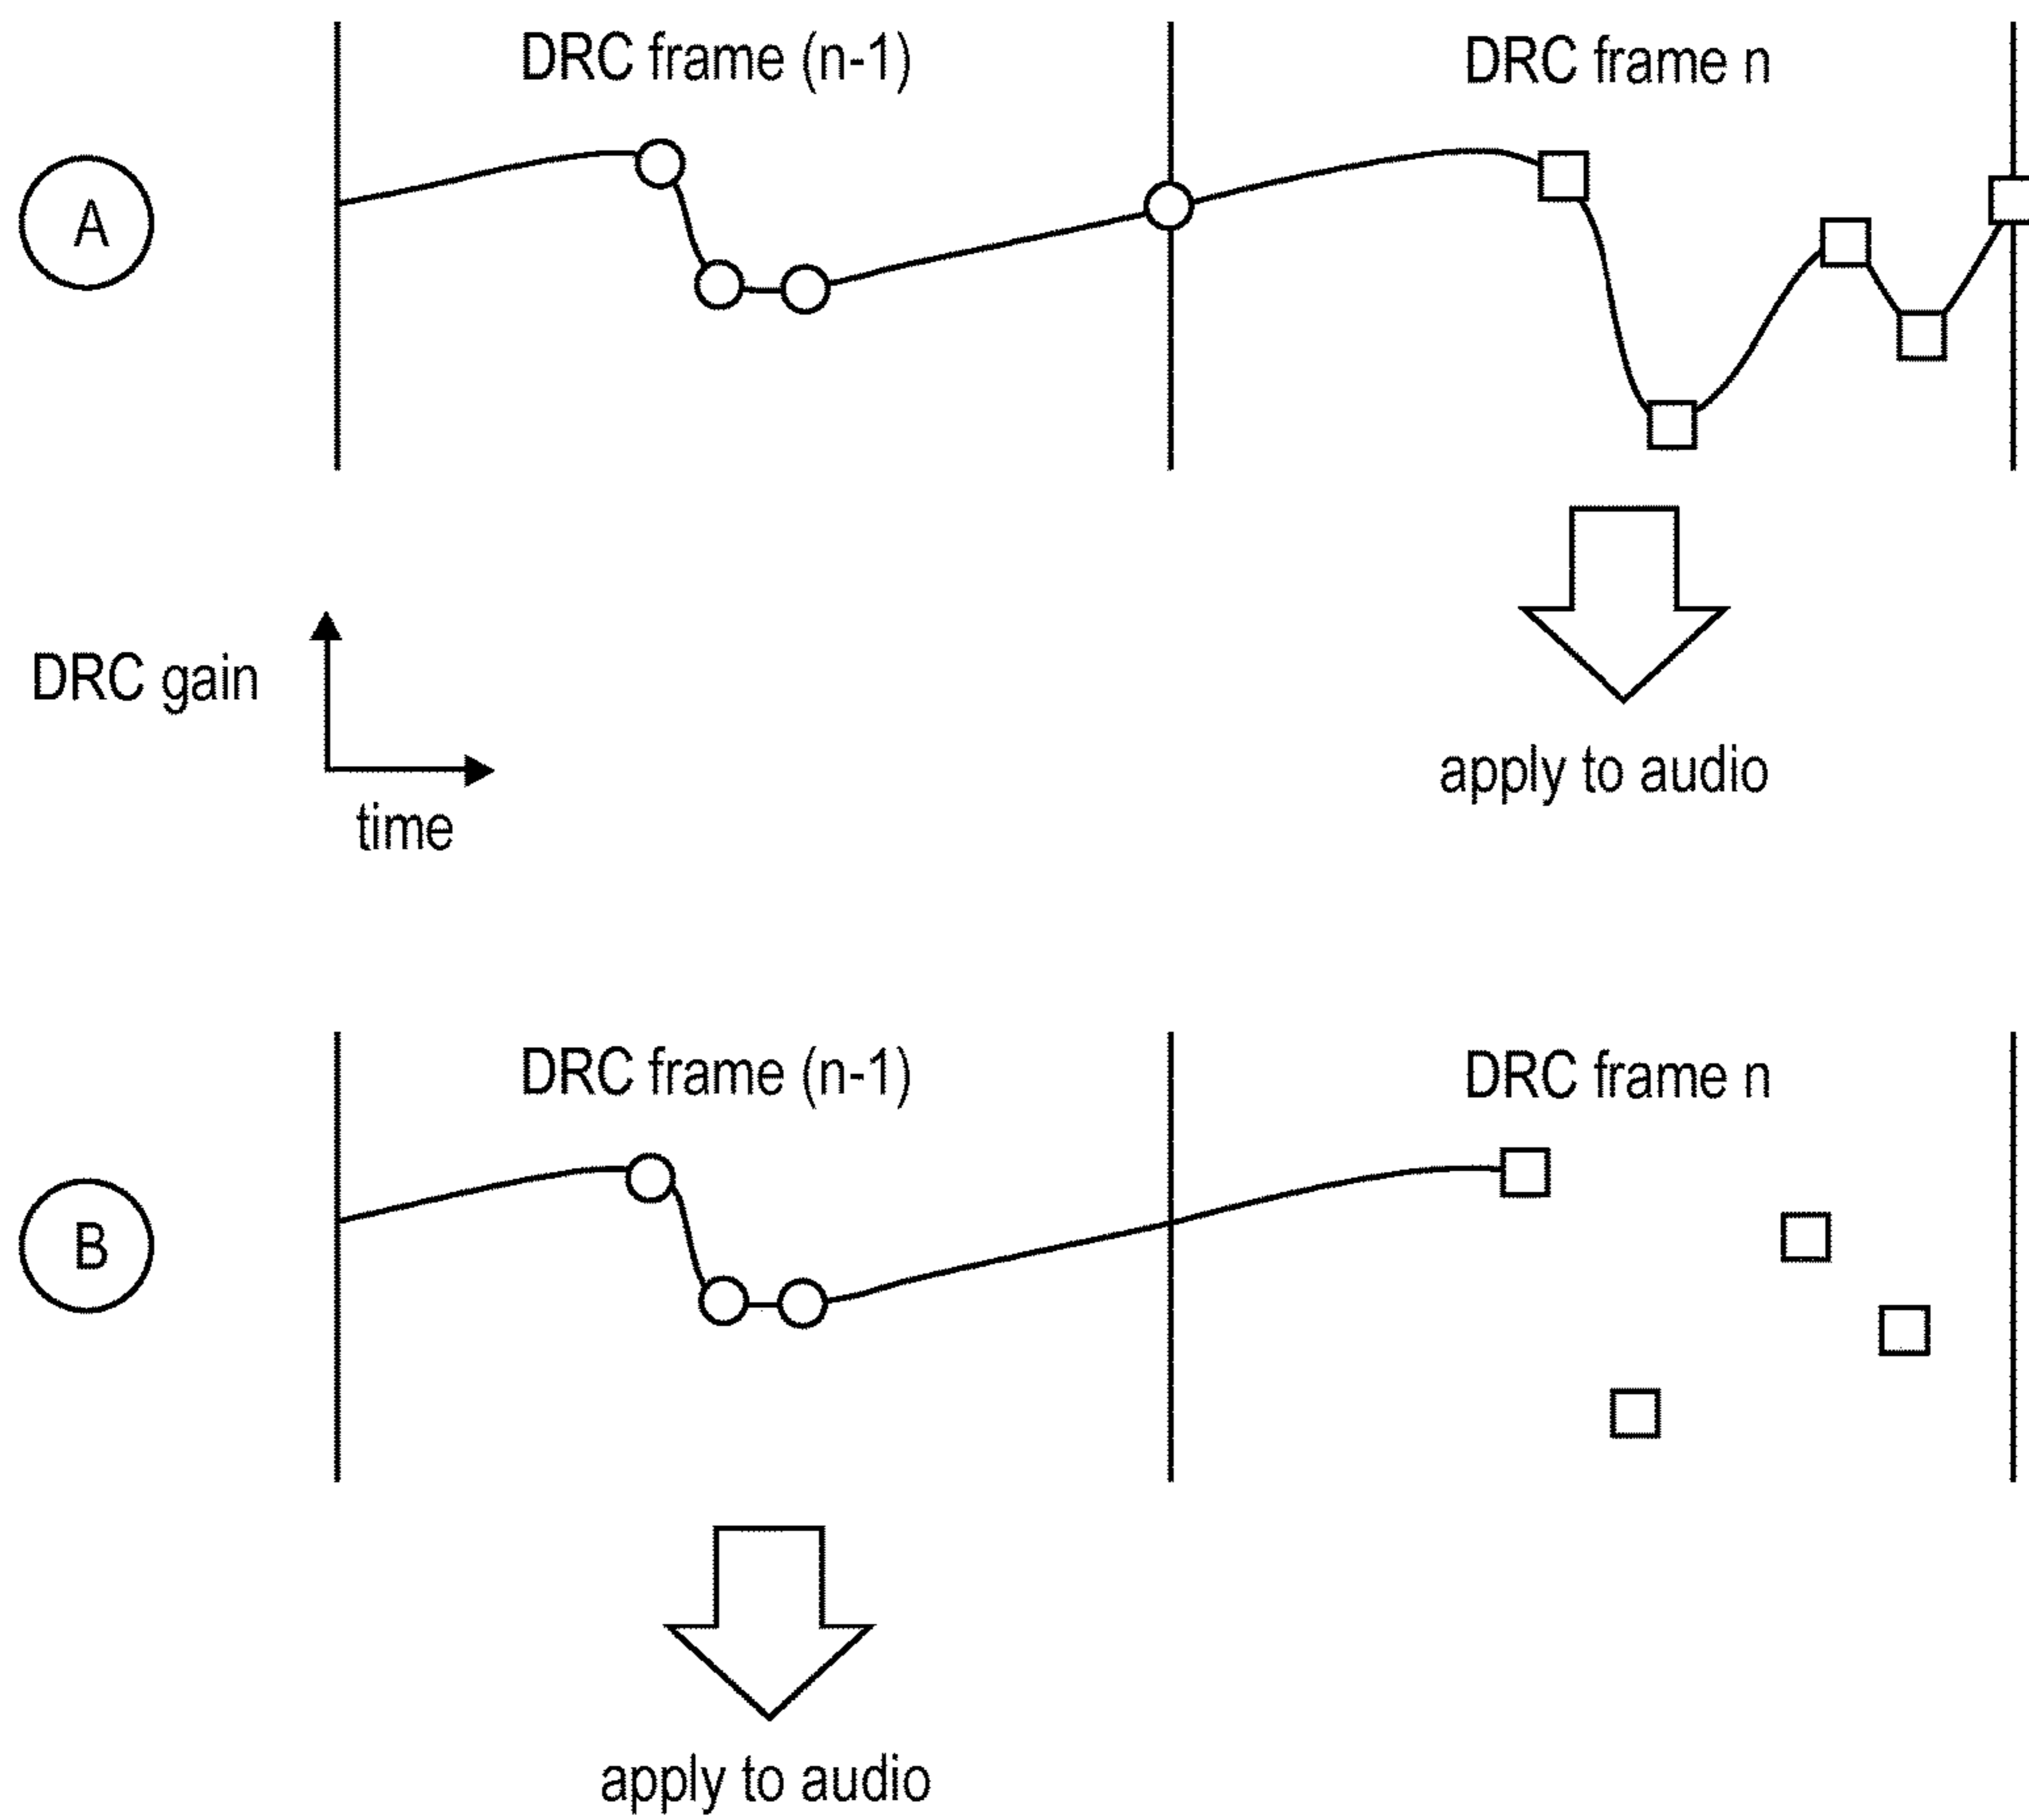 DRC frame (n-1)
DRC frame n
A
DRC gain
time
apply to audio
DRC frame (n-1)
DRC frame n
B
apply to audio